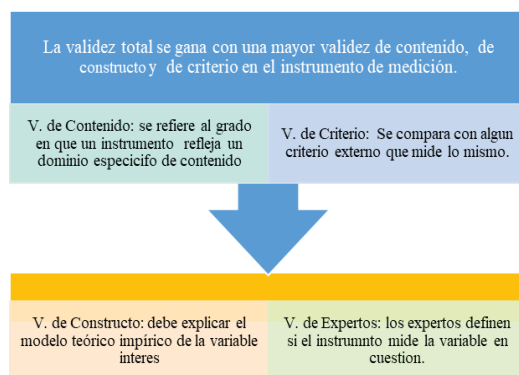 La validez total se gana con una mayor validez de contenido, de
constructo y de criterio en el instrumento de medición.
V. de Contenido: se refiere al grado
en que un instrumento refleja un
dominio especicifo de contenido
V. de Criterio: Se compara con algun
criterio externo que mide lo mismo.
V. de Constructo: debe explicar el
modelo teórico impírico de la variable
interes
V. de Expertos: los expertos definen
si el instrumnto mide la variable en
cuestion.